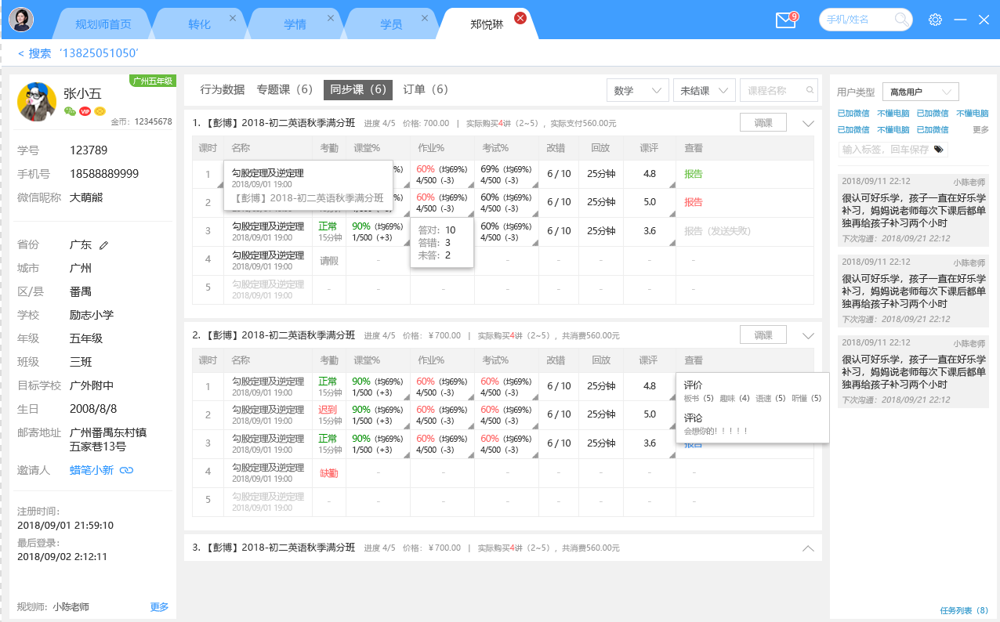 规划师首页
转化
学情
学员
郑悦琳
9
手机/姓名
< 搜索 ‘13825051050’
广州五年级
张小五
VIP
金币: 12345678
学号 123789
手机号 18588889999
微信昵称 大萌熊
省份 广东
城市 广州
区/县 番禺
学校 励志小学
年级 五年级
班级 三班
目标学校 广外附中
生日 2008/8/8
邮寄地址 广州番禺东村镇
五家巷13号
邀请人 蜡笔小新
注册时间:
2018/09/01 21:59:10
最后登录:
2018/09/02 2:12:11
规划师: 小陈老师 更多
行为数据 专题课（6） 同步课（6） 订单（6）
数学 未结课 课程名称
1. 【彭博】2018-初二英语秋季满分班 进度 4/5 价格: 700.00 | 实际购买4讲（2~5），实际支付560.00元 调课
课时 名称 考勤 课堂% 作业% 考试% 改错 回放 课评 查看
1 %) 60%（均69%） 69%（均69%） 6 / 10 25分钟 4.8 报告
4/500（-3） 4/500（-3）
勾股定理及逆定理
2018/09/01 19:00
【彭博】2018-初二英语秋季满分班
2 %) 60%（均69%） 60%（均69%） 6 / 10 25分钟 5.0 报告
4/500（-3） 4/500（-3）
3 勾股定理及逆定理 正常 90%（均69%） 60%（均69%） 6 / 10 25分钟 3.6 报告（发送失败）
2018/09/01 19:00 15分钟 1/500（+3） 4/500（-3）
答对: 10
答错: 3
未答: 2
4 勾股定理及逆定理 请假 - - - - - -
2018/09/01 19:00
5 勾股定理及逆定理 - - - - - - -
2018/09/01 19:00
2. 【彭博】2018-初二英语秋季满分班 进度 4/5 价格: ¥700.00 | 实际购买4讲（2~5），共消费560.00元 调课
课时 名称 考勤 课堂% 作业% 考试% 改错 回放 课评 查看
1 勾股定理及逆定理 正常 90%（均69%） 60%（均69%） 60%（均69%） 6 / 10 25分钟 4.8
2018/09/01 19:00 15分钟 1/500（+3） 4/500（-3） 4/500（-3）
2 勾股定理及逆定理 迟到 90%（均69%） 60%（均69%） 60%（均69%） 6 / 10 25分钟 5.0
2018/09/01 19:00 15分钟 1/500（+3） 4/500（-3） 4/500（-3）
3 勾股定理及逆定理 正常 90%（均69%） 60%（均69%） 60%（均69%） 6 / 10 25分钟 3.6 报告
2018/09/01 19:00 15分钟 1/500（+3） 4/500（-3） 4/500（-3）
评价
板书（5） 趣味（4） 语速（5） 听懂（5）
评论
会想你的！！！！！
4 勾股定理及逆定理 缺勤 - - - - - -
2018/09/01 19:00
5 勾股定理及逆定理 - - - - - - -
2018/09/01 19:00
3. 【彭博】2018-初二英语秋季满分班 进度 4/5 价格: ¥700.00 | 实际购买4讲（2~5），共消费560.00元
用户类型 高危用户
已加微信 不懂电脑 已加微信 不懂电脑
已加微信 不懂电脑 已加微信 更多
输入标签，回车保存
2018/09/11 22:12 小陈老师
很认可好乐学，孩子一直在好乐学
补习，妈妈说老师每次下课后都单
独再给孩子补习两个小时
下次沟通：2018/09/21 22:12
2018/09/11 22:12 小陈老师
很认可好乐学，孩子一直在好乐学
补习，妈妈说老师每次下课后都单
独再给孩子补习两个小时
下次沟通：2018/09/21 22:12
2018/09/11 22:12 小陈老师
很认可好乐学，孩子一直在好乐学
补习，妈妈说老师每次下课后都单
独再给孩子补习两个小时
下次沟通：2018/09/21 22:12
任务列表（8）